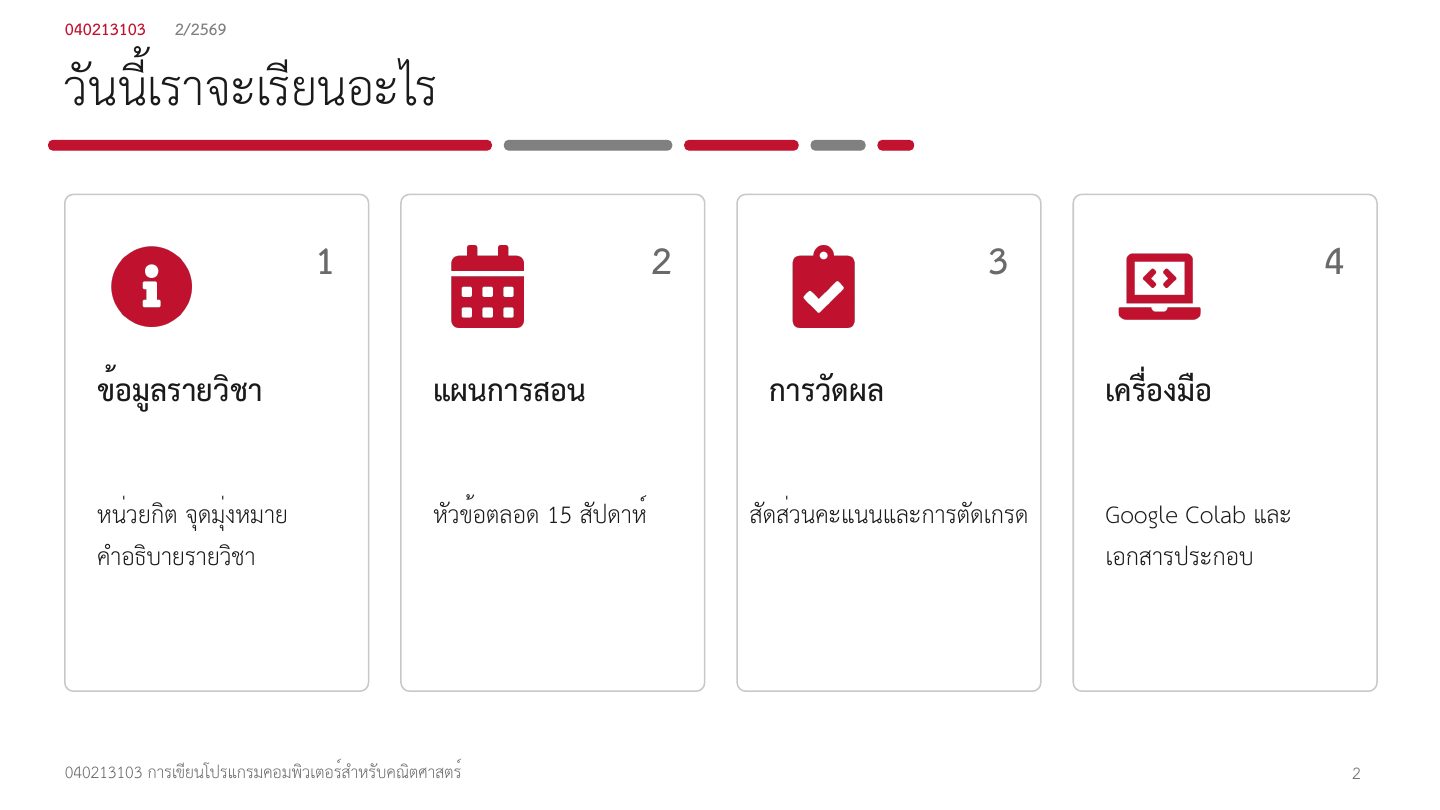 040213103 2/2569
วันนี้เราจะเรียนอะไร
1
ข้อมูลรายวิชา
หน่วยกิต จุดมุ่งหมาย
คำอธิบายรายวิชา
2
แผนการสอน
หัวข้อตลอด 15 สัปดาห์
3
การวัดผล
สัดส่วนคะแนนและการตัดเกรด
4
เครื่องมือ
Google Colab และ
เอกสารประกอบ
040213103 การเขียนโปรแกรมคอมพิวเตอร์สำหรับคณิตศาสตร์
2